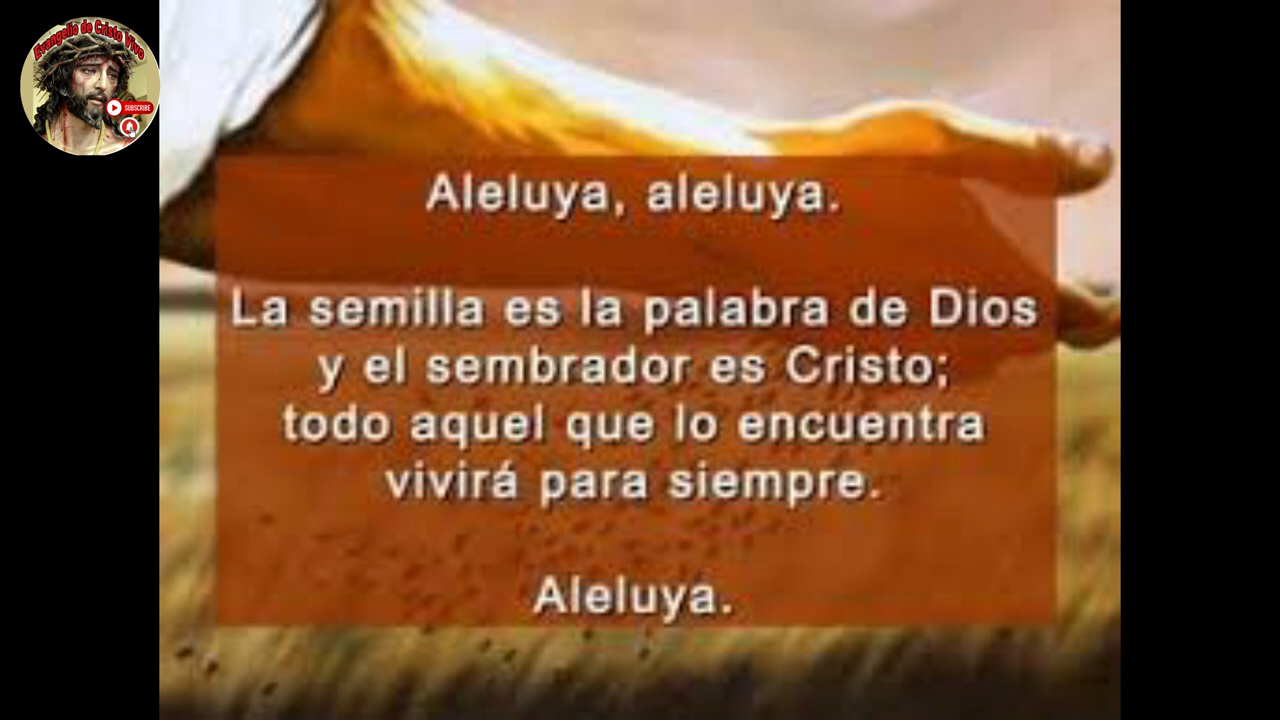 Evangelio de Cristo Vivo
SUBSCRIBE
Aleluya, aleluya.
La semilla es la palabra de Dios
y el sembrador es Cristo;
todo aquel que lo encuentra
vivirá para siempre.
Aleluya.